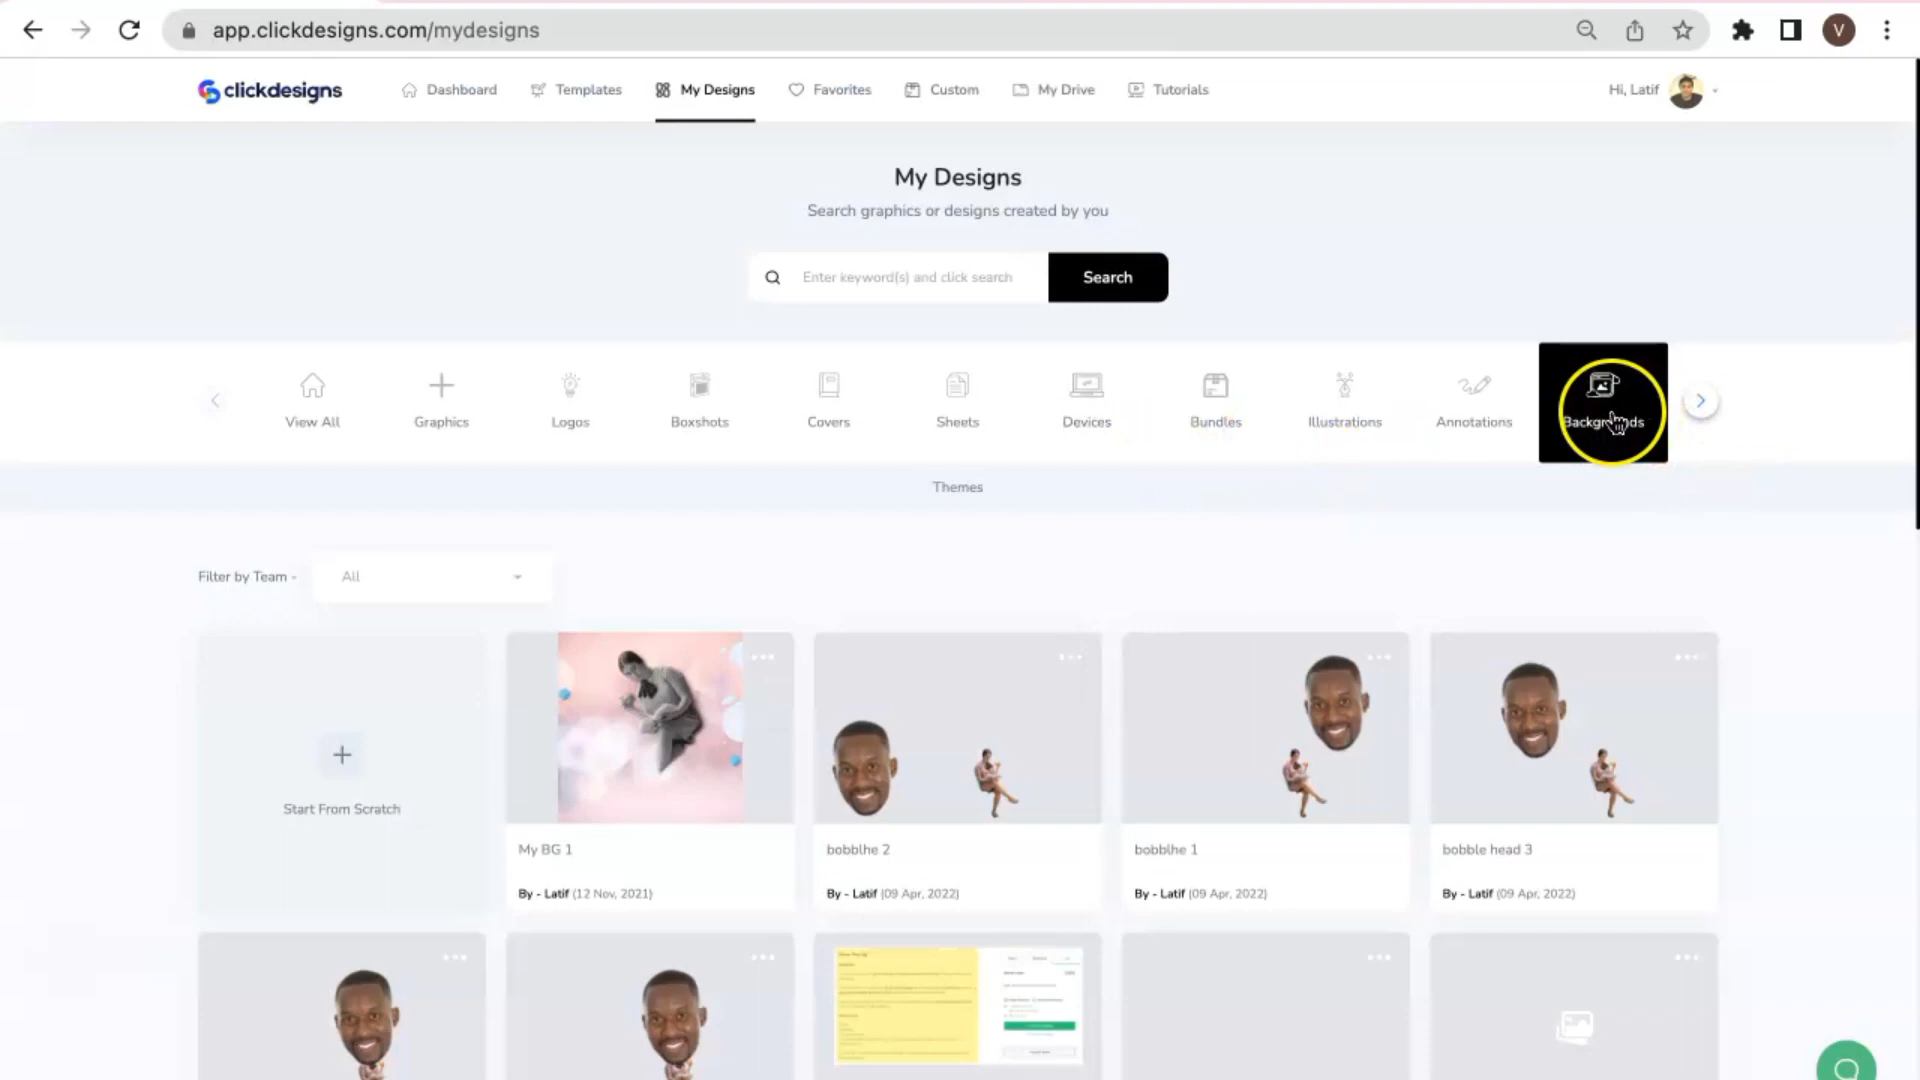 app.clickdesigns.com/mydesigns
V
clickdesigns
Dashboard
Templates
My Designs
Favorites
Custom
My Drive
Tutorials
Hi, Latif
My Designs
Search graphics or designs created by you
Enter keyword(s) and click search
Search
View All
Graphics
Logos
Boxshots
Covers
Sheets
Devices
Bundles
Illustrations
Annotations
Backgrounds
Themes
Filter by Team -
All
Start From Scratch
My BG 1
By - Latif (12 Nov, 2021)
bobblhe 2
By - Latif (09 Apr, 2022)
bobblhe 1
By - Latif (09 Apr, 2022)
bobble head 3
By - Latif (09 Apr, 2022)